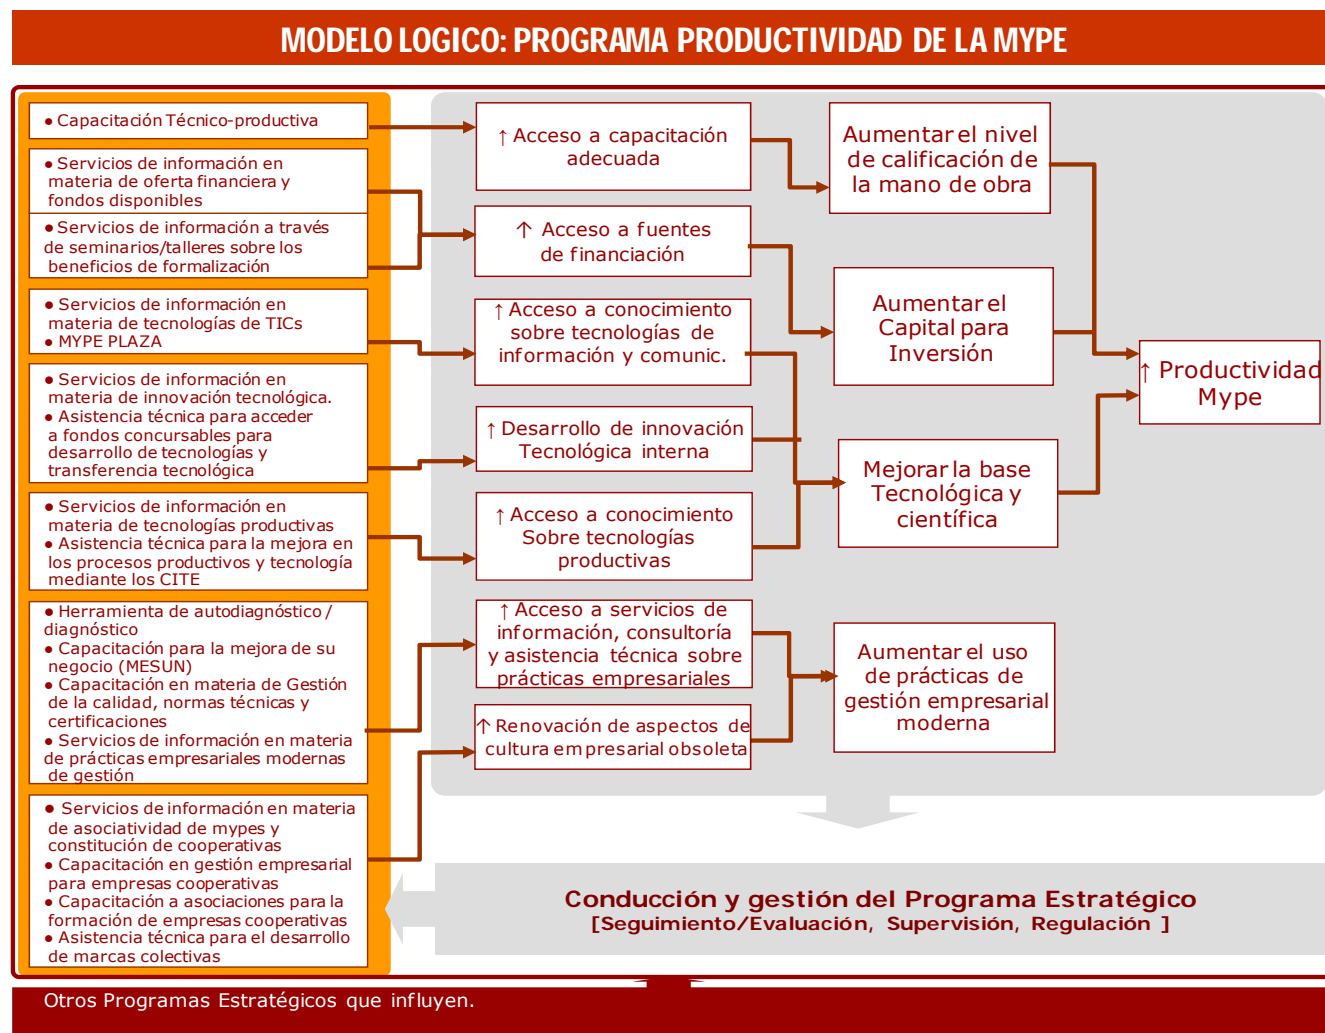 MODELO LOGICO: PROGRAMA PRODUCTIVIDAD DE LA MYPE
● Capacitación Técnico-productiva
● Servicios de información en
materia de oferta financiera y
fondos disponibles
● Servicios de información a través
de seminarios/talleres sobre los
beneficios de formalización
● Servicios de información en
materia de tecnologías de TICs
● MYPE PLAZA
● Servicios de información en
materia de innovación tecnológica.
● Asistencia técnica para acceder
a fondos concursables para
desarrollo de tecnologías y
transferencia tecnológica
● Servicios de información en
materia de tecnologías productivas
● Asistencia técnica para la mejora en
los procesos productivos y tecnología
mediante los CITE
● Herramienta de autodiagnóstico /
diagnóstico
● Capacitación para la mejora de su
negocio (MESUN)
● Capacitación en materia de Gestión
de la calidad, normas técnicas y
certificaciones
● Servicios de información en materia
de prácticas empresariales modernas
de gestión
● Servicios de información en materia
de asociatividad de mypes y
constitución de cooperativas
● Capacitación en gestión empresarial
para empresas cooperativas
● Capacitación a asociaciones para la
formación de empresas cooperativas
● Asistencia técnica para el desarrollo
de marcas colectivas
↑ Acceso a capacitación
adecuada
↑ Acceso a fuentes
de financiación
↑ Acceso a conocimiento
sobre tecnologías de
información y comunic.
↑ Desarrollo de innovación
Tecnológica interna
↑ Acceso a conocimiento
Sobre tecnologías
productivas
↑ Acceso a servicios de
información, consultoría
y asistencia técnica sobre
prácticas empresariales
↑ Renovación de aspectos de
cultura empresarial obsoleta
Aumentar el nivel
de calificación de
la mano de obra
Aumentar el
Capital para
Inversión
Mejorar la base
Tecnológica y
científica
Aumentar el uso
de prácticas de
gestión empresarial
moderna
↑ Productividad
Mype
Conducción y gestión del Programa Estratégico
[Seguimiento/Evaluación, Supervisión, Regulación ]
Otros Programas Estratégicos que influyen.